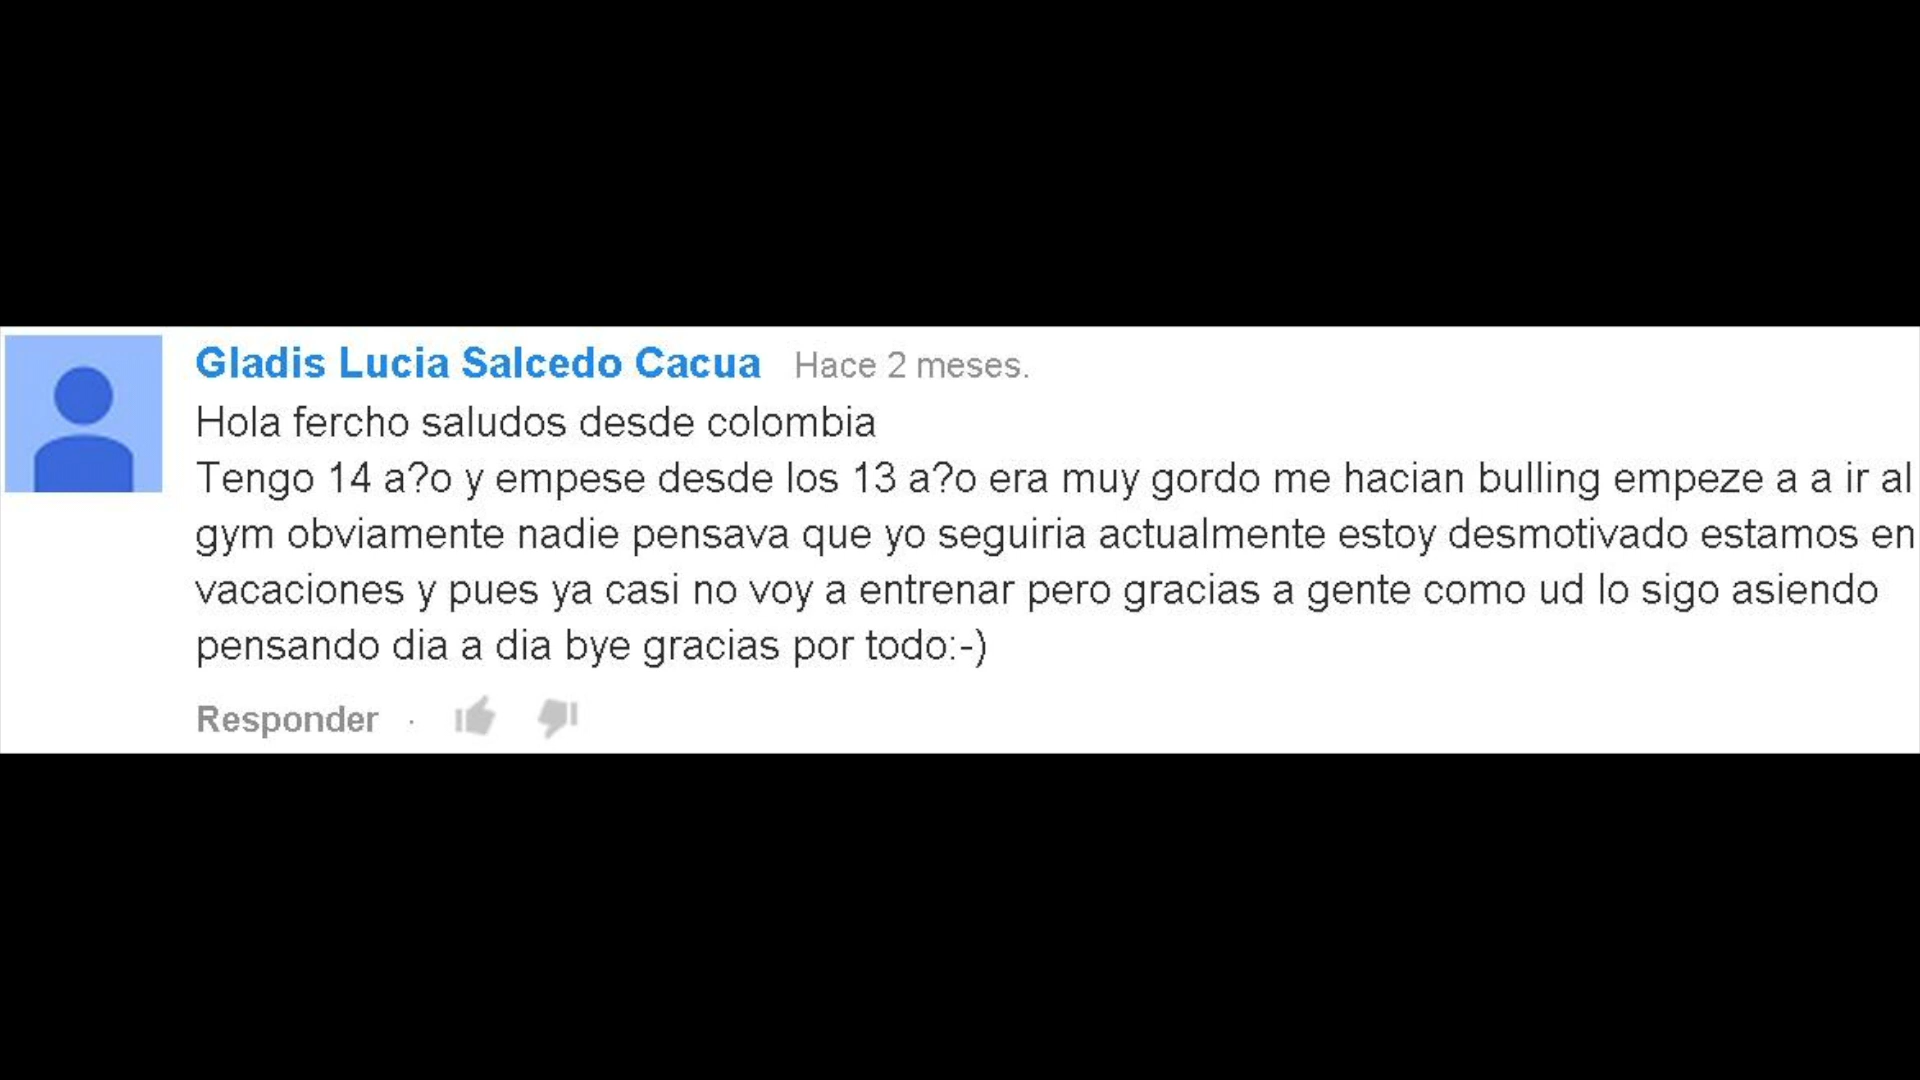 Gladis Lucia Salcedo Cacua Hace 2 meses.
Hola fercho saludos desde colombia
Tengo 14 a?o y empese desde los 13 a?o era muy gordo me hacian bulling empeze a a ir al
gym obviamente nadie pensava que yo seguiria actualmente estoy desmotivado estamos en
vacaciones y pues ya casi no voy a entrenar pero gracias a gente como ud lo sigo asiendo
pensando dia a dia bye gracias por todo:-)
Responder ·